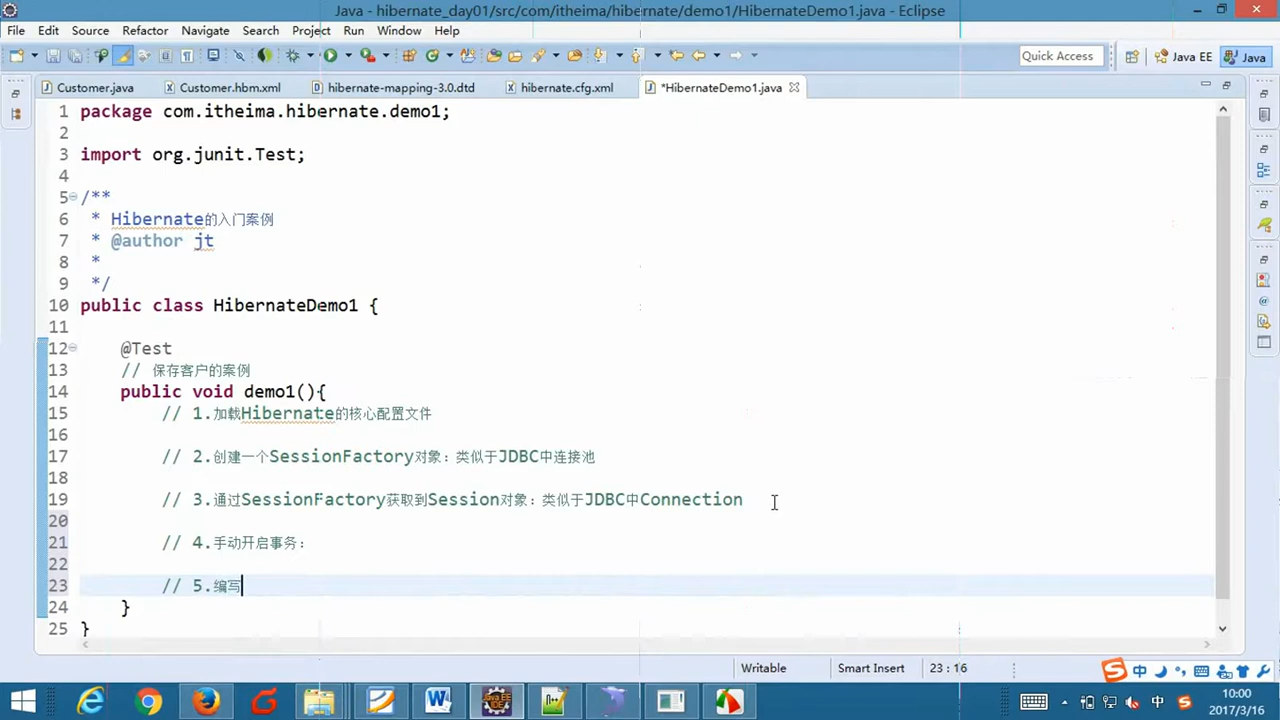 Java - hibernate_day01/src/com/itheima/hibernate/demo1/HibernateDemo1.java - Eclipse
File Edit Source Refactor Navigate Search Project Run Window Help
Quick Access Java EE Java
Customer.java Customer.hbm.xml hibernate-mapping-3.0.dtd hibernate.cfg.xml *HibernateDemo1.java
1 package com.itheima.hibernate.demo1;
2
3 import org.junit.Test;
4
5 /**
6 * Hibernate的入门案例
7 * @author jt
8 *
9 */
10 public class HibernateDemo1 {
11
12 @Test
13 // 保存客户的案例
14 public void demo1(){
15 // 1.加载Hibernate的核心配置文件
16
17 // 2.创建一个SessionFactory对象：类似于JDBC中连接池
18
19 // 3.通过SessionFactory获取到Session对象：类似于JDBC中Connection
20
21 // 4.手动开启事务：
22
23 // 5.编写
24 }
25 }
Writable Smart Insert 23 : 16
中
中
10:00
2017/3/16